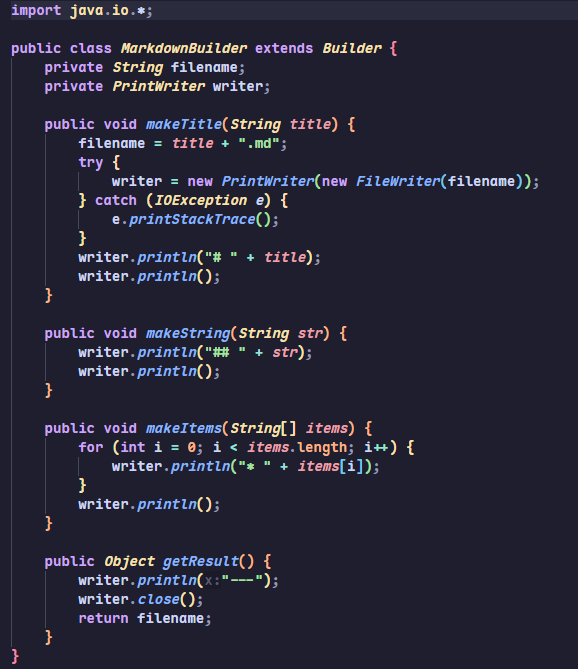 import java.io.*;

public class MarkdownBuilder extends Builder {
    private String filename;
    private PrintWriter writer;

    public void makeTitle(String title) {
        filename = title + ".md";
        try {
            writer = new PrintWriter(new FileWriter(filename));
        } catch (IOException e) {
            e.printStackTrace();
        }
        writer.println("# " + title);
        writer.println();
    }

    public void makeString(String str) {
        writer.println("## " + str);
        writer.println();
    }

    public void makeItems(String[] items) {
        for (int i = 0; i < items.length; i++) {
            writer.println("* " + items[i]);
        }
        writer.println();
    }

    public Object getResult() {
        writer.println(x:"---");
        writer.close();
        return filename;
    }
}